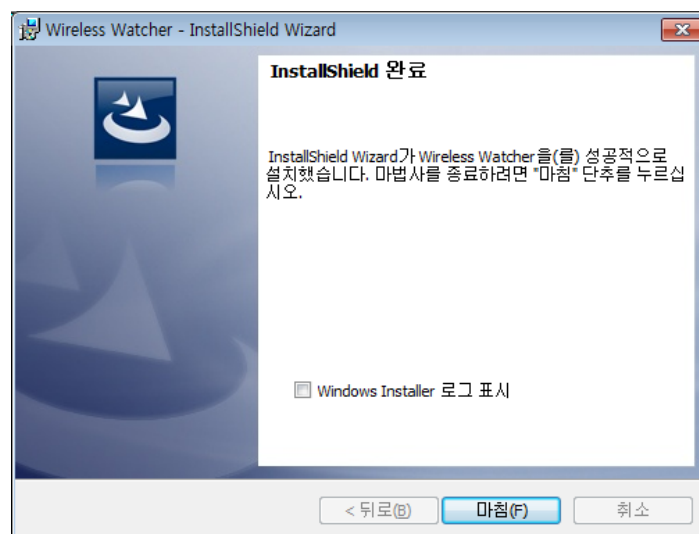 Wireless Watcher - InstallShield Wizard
InstallShield 완료
InstallShield Wizard가 Wireless Watcher을(를) 성공적으로
설치했습니다. 마법사를 종료하려면 "마침" 단추를 누르십
시오.
Windows Installer 로그 표시
< 뒤로(B)
마침(F)
취소